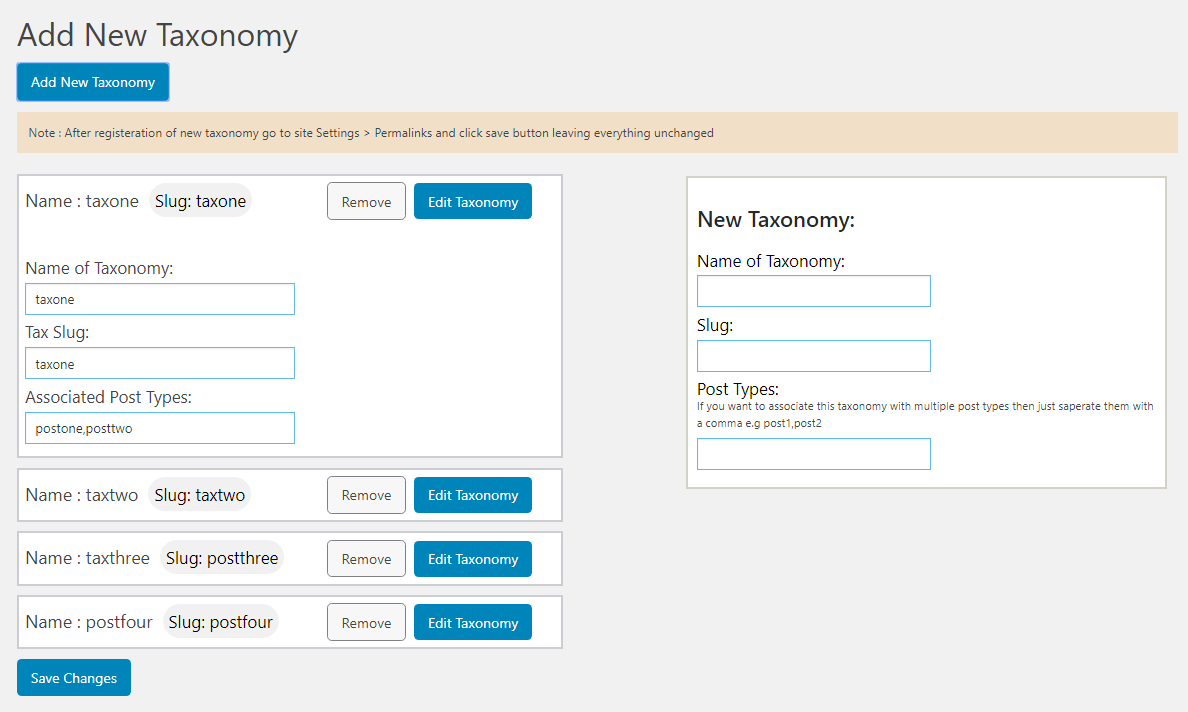 Add New Taxonomy
Add New Taxonomy
Note : After registeration of new taxonomy go to site Settings > Permalinks and click save button leaving everything unchanged
Name : taxone Slug: taxone Remove Edit Taxonomy
Name of Taxonomy:
taxone
Tax Slug:
taxone
Associated Post Types:
postone,posttwo
Name : taxtwo Slug: taxtwo Remove Edit Taxonomy
Name : taxthree Slug: postthree Remove Edit Taxonomy
Name : postfour Slug: postfour Remove Edit Taxonomy
Save Changes
New Taxonomy:
Name of Taxonomy:
Slug:
Post Types:
If you want to associate this taxonomy with multiple post types then just saperate them with
a comma e.g post1,post2